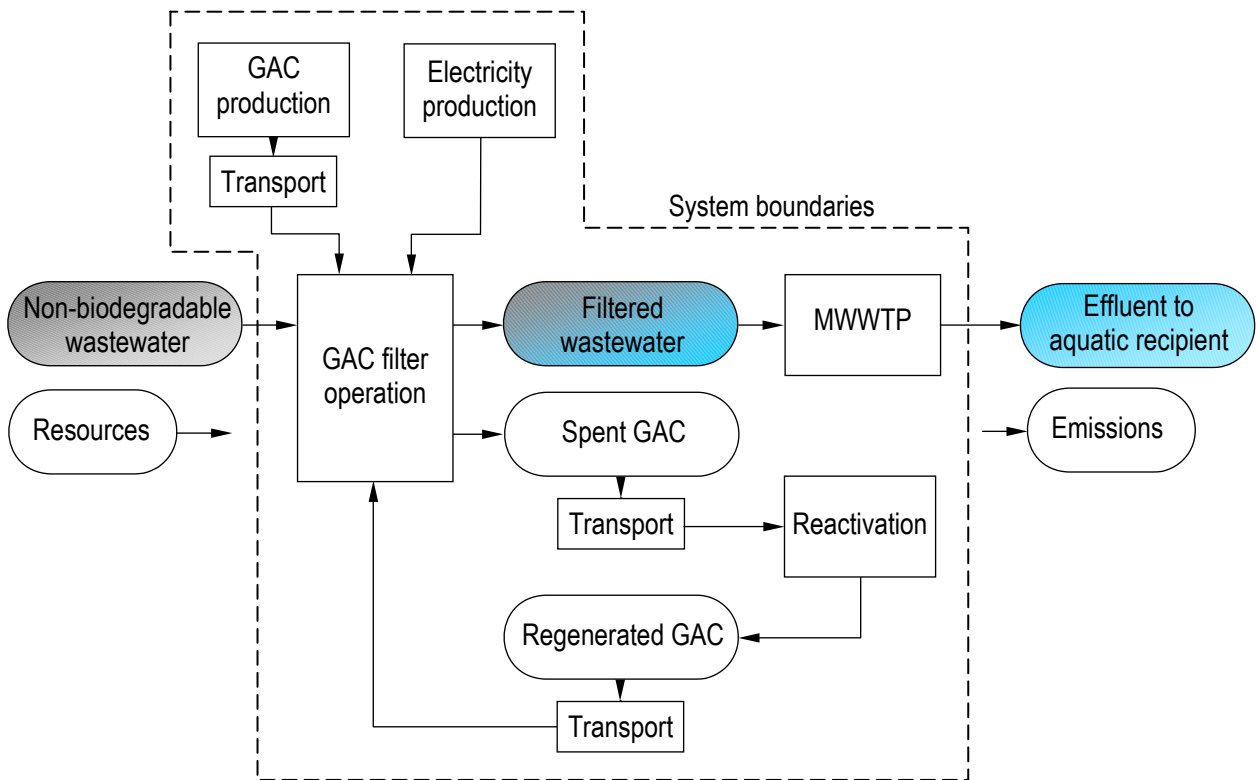 GAC
production
Electricity
production
Transport
System boundaries
Non-biodegradable
wastewater
GAC filter
operation
Filtered
wastewater
MWWTP
Effluent to
aquatic recipient
Resources
Spent GAC
Emissions
Transport
Reactivation
Regenerated GAC
Transport